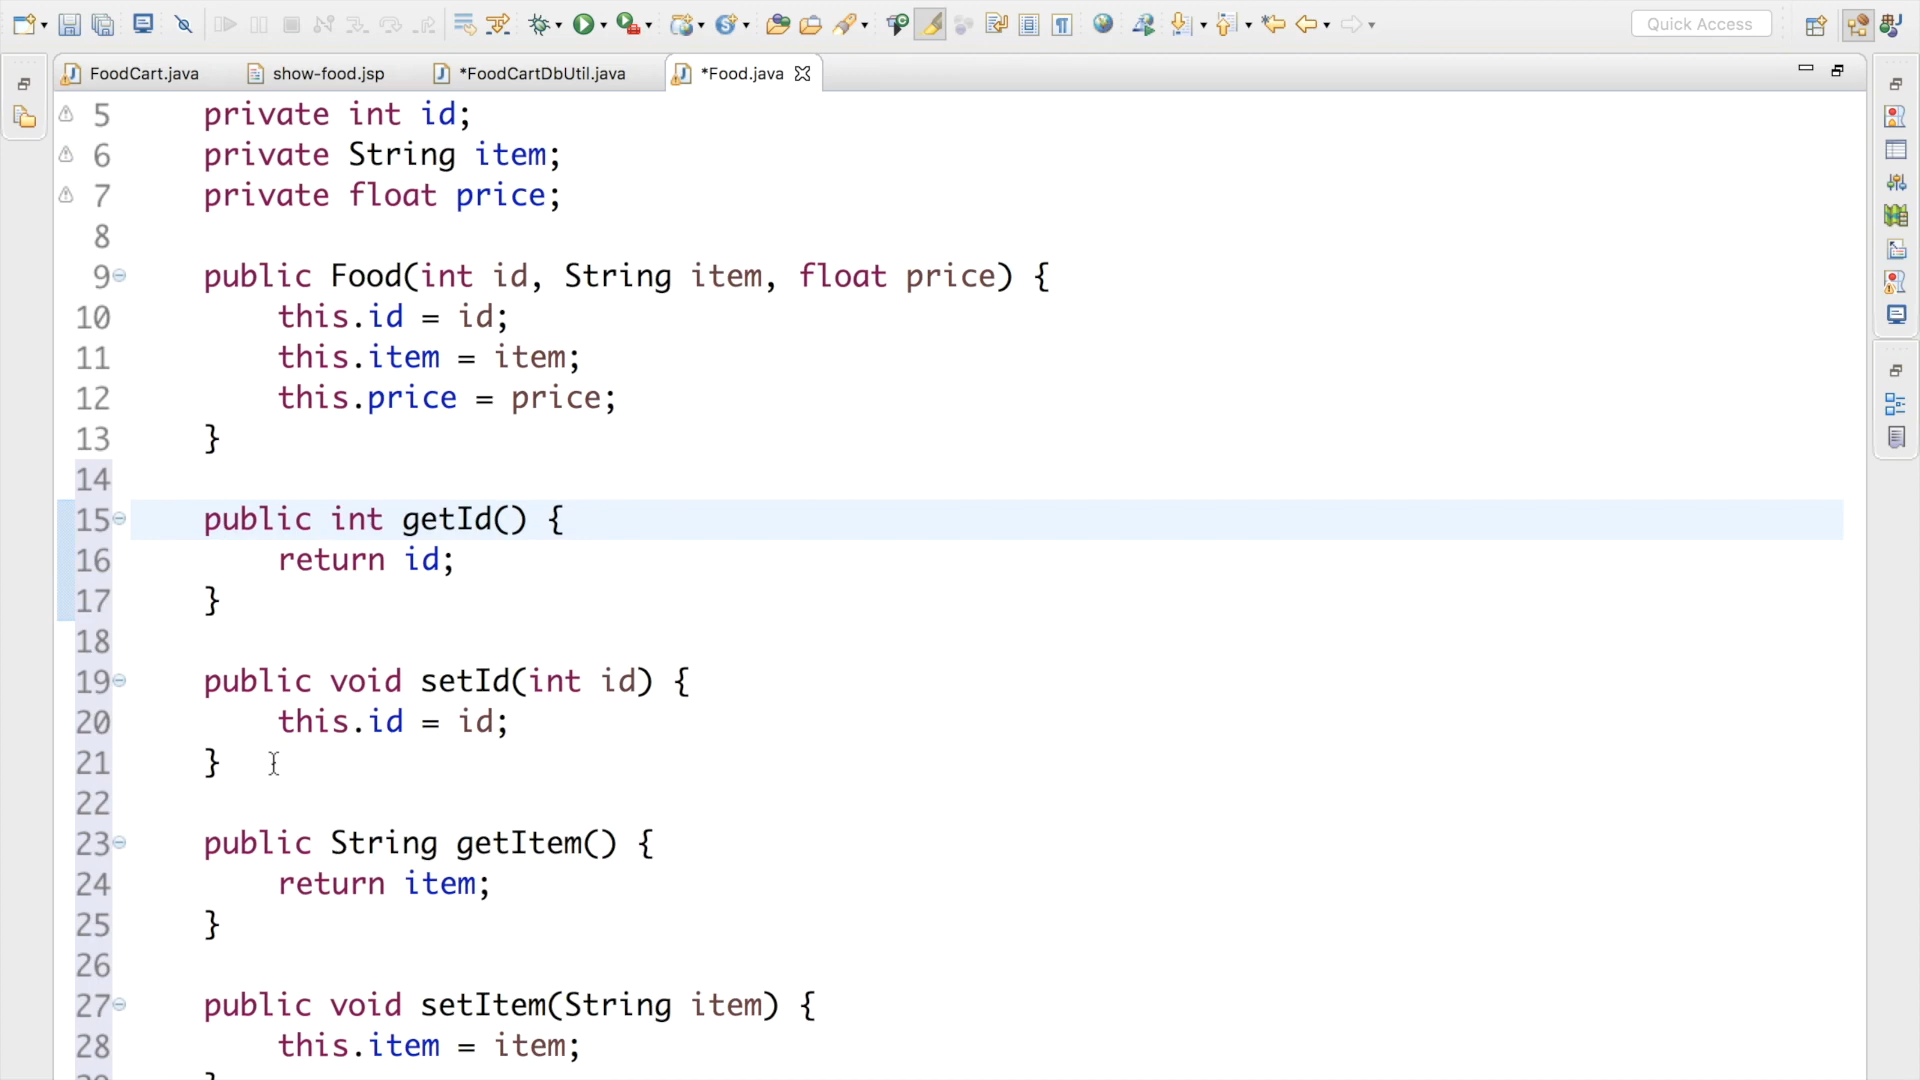 Quick Access
FoodCart.java show-food.jsp *FoodCartDbUtil.java *Food.java
5 private int id;
6 private String item;
7 private float price;
8
9 public Food(int id, String item, float price) {
10 this.id = id;
11 this.item = item;
12 this.price = price;
13 }
14
15 public int getId() {
16 return id;
17 }
18
19 public void setId(int id) {
20 this.id = id;
21 }
22
23 public String getItem() {
24 return item;
25 }
26
27 public void setItem(String item) {
28 this.item = item;